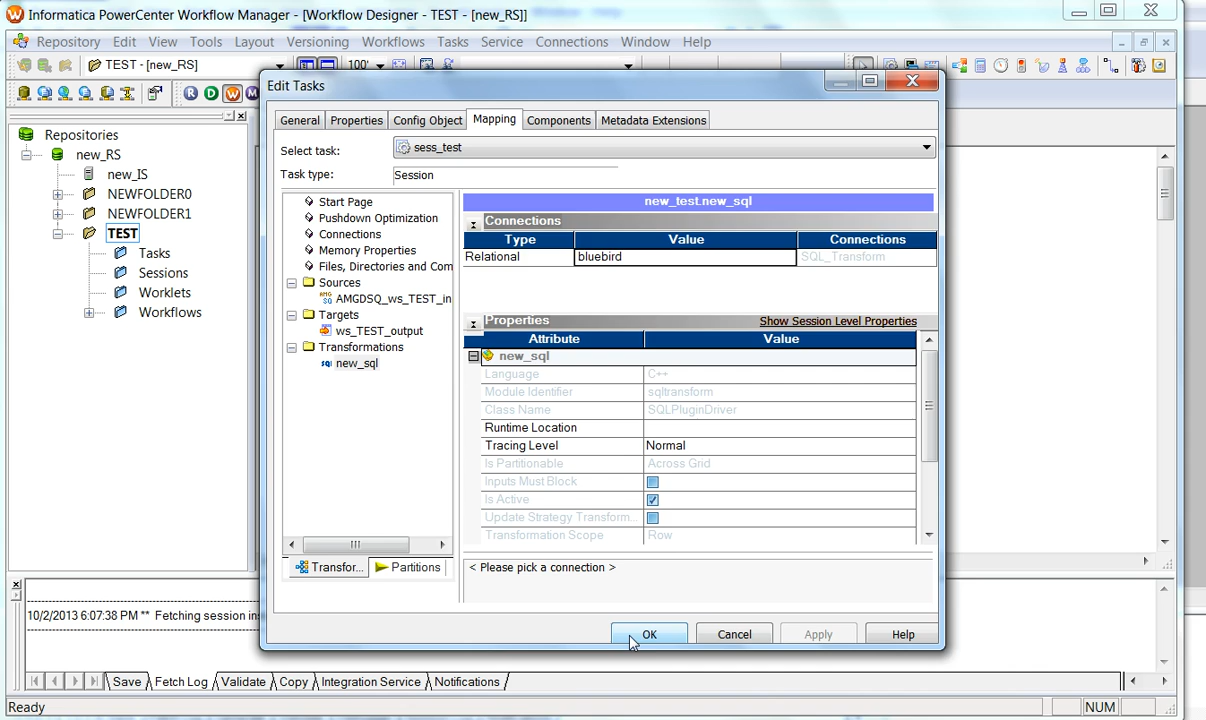 Informatica PowerCenter Workflow Manager - [Workflow Designer - TEST - [new_RS]]
Repository Edit View Tools Layout Versioning Workflows Tasks Service Connections Window Help
TEST - [new_RS] 100'
R D W M
Edit Tasks
General Properties Config Object Mapping Components Metadata Extensions
Select task: sess_test
Task type: Session
Repositories
new_RS
new_IS
NEWFOLDER0
NEWFOLDER1
TEST
Tasks
Sessions
Worklets
Workflows
Start Page
Pushdown Optimization
Connections
Memory Properties
Files, Directories and Com
Sources
AMGDSQ_ws_TEST_in
Targets
ws_TEST_output
Transformations
new_sql
Transfor... Partitions
new_test.new_sql
Connections
Type Value Connections
Relational bluebird SQL_Transform
Properties Show Session Level Properties
Attribute Value
new_sql
Language C++
Module Identifier sqltransform
Class Name SQLPluginDriver
Runtime Location
Tracing Level Normal
Is Partitionable Across Grid
Inputs Must Block
Is Active
Update Strategy Transform...
Transformation Scope Row
< Please pick a connection >
OK Cancel Apply Help
10/2/2013 6:07:38 PM ** Fetching session in
Save Fetch Log Validate Copy Integration Service Notifications
Ready NUM